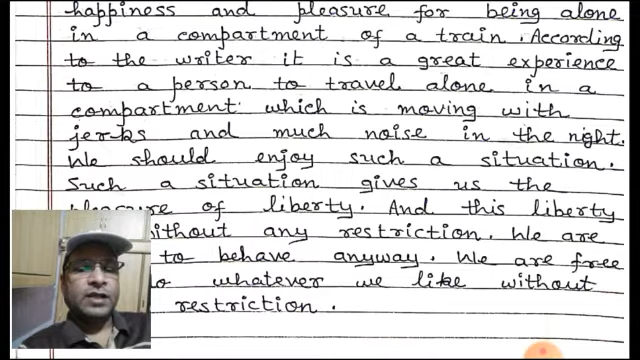 happiness and pleasure for being alone
in a compartment of a train. According
to the writer it is a great experience
to a person to travel alone in a
compartment which is moving with
jerks and much noise in the night.
We should enjoy such a situation.
Such a situation gives us the
pleasure of liberty. And this liberty
without any restriction. We are
to behave anyway. We are free
whatever we like without
restriction.